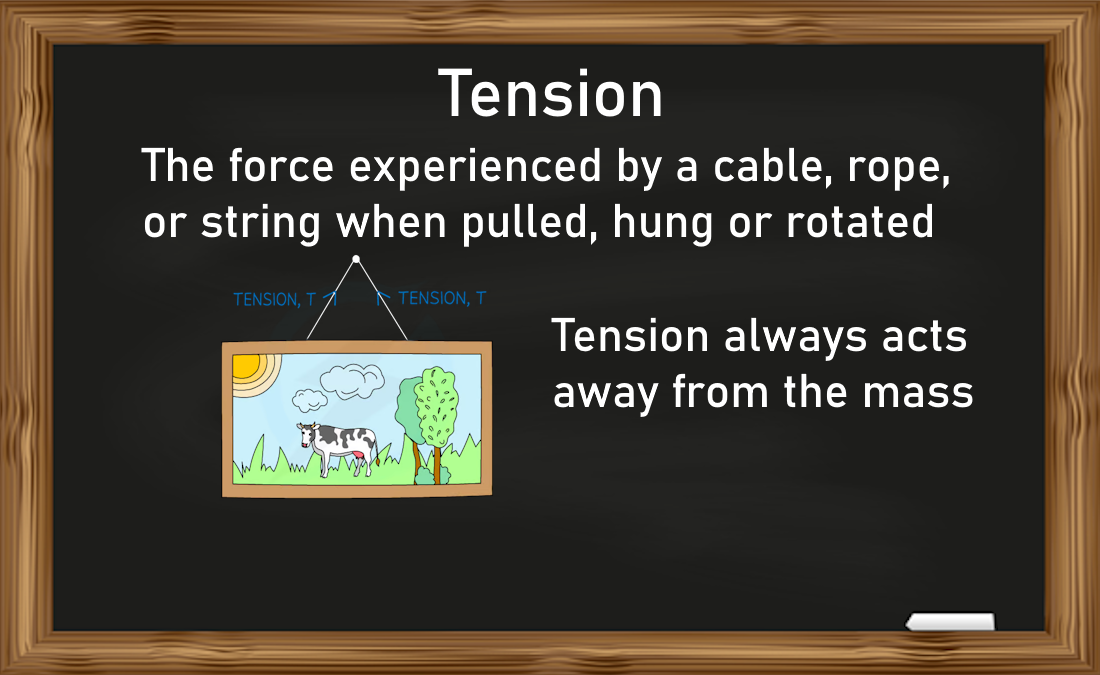 Tension
The force experienced by a cable, rope,
or string when pulled, hung or rotated
TENSION, T
TENSION, T
Tension always acts
away from the mass